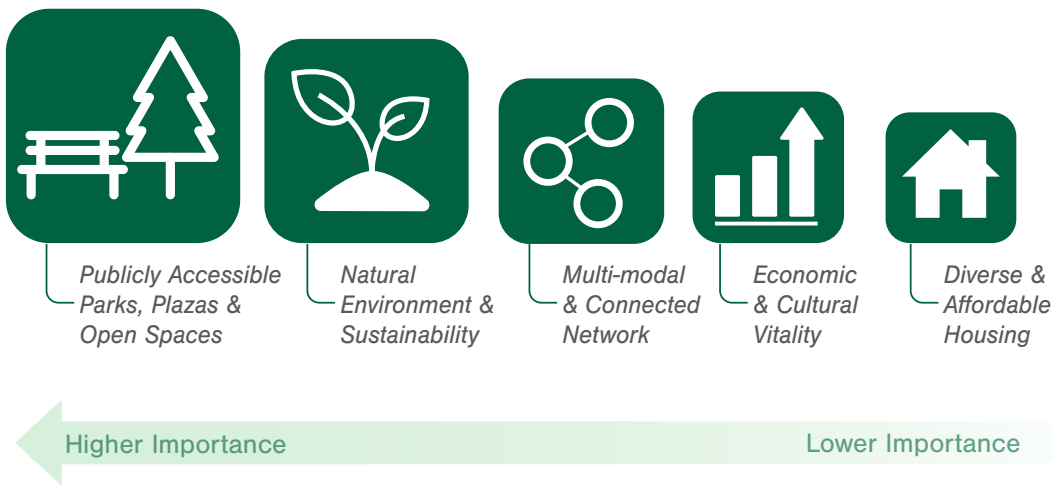 Publicly Accessible
Parks, Plazas &
Open Spaces
Natural
Environment &
Sustainability
Multi-modal
& Connected
Network
Economic
& Cultural
Vitality
Diverse &
Affordable
Housing
Higher Importance
Lower Importance